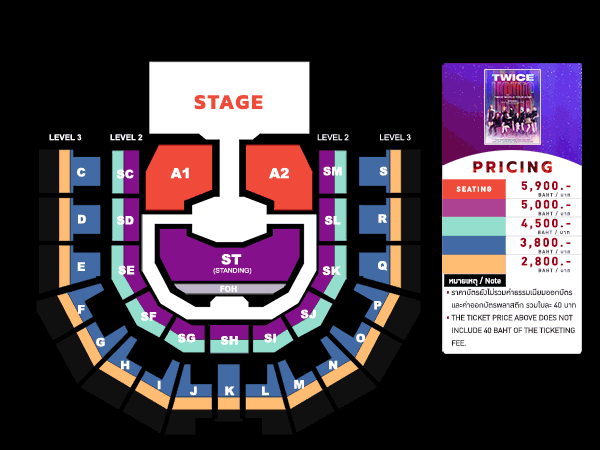 STAGE
LEVEL 3
LEVEL 2
LEVEL 2
LEVEL 3
C
SC
A1
A2
SM
S
D
SD
SL
R
E
SE
ST
(STANDING)
SK
Q
FOH
F
SF
SJ
P
G
SG
SH
SI
O
H
N
I
J
K
L
M
TWICE
PRICING
SEATING
5,900.-
BAHT / บาท
5,000.-
BAHT / บาท
4,500.-
BAHT / บาท
3,800.-
BAHT / บาท
2,800.-
BAHT / บาท
หมายเหตุ / Note
• ราคาบัตรยังไม่รวมค่าธรรมเนียมออกบัตร
และค่าออกบัตรพลาสติก รวมใบละ 40 บาท
• THE TICKET PRICE ABOVE DOES NOT
INCLUDE 40 BAHT OF THE TICKETING
FEE.